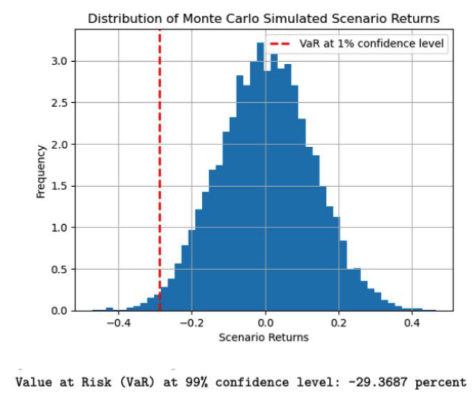 Distribution of Monte Carlo Simulated Scenario Returns
VaR at 1% confidence level
3.0
2.5
2.0
1.5
1.0
0.5
0.0
Frequency
−0.4 −0.2 0.0 0.2 0.4
Scenario Returns
Value at Risk (VaR) at 99% confidence level: -29.3687 percent